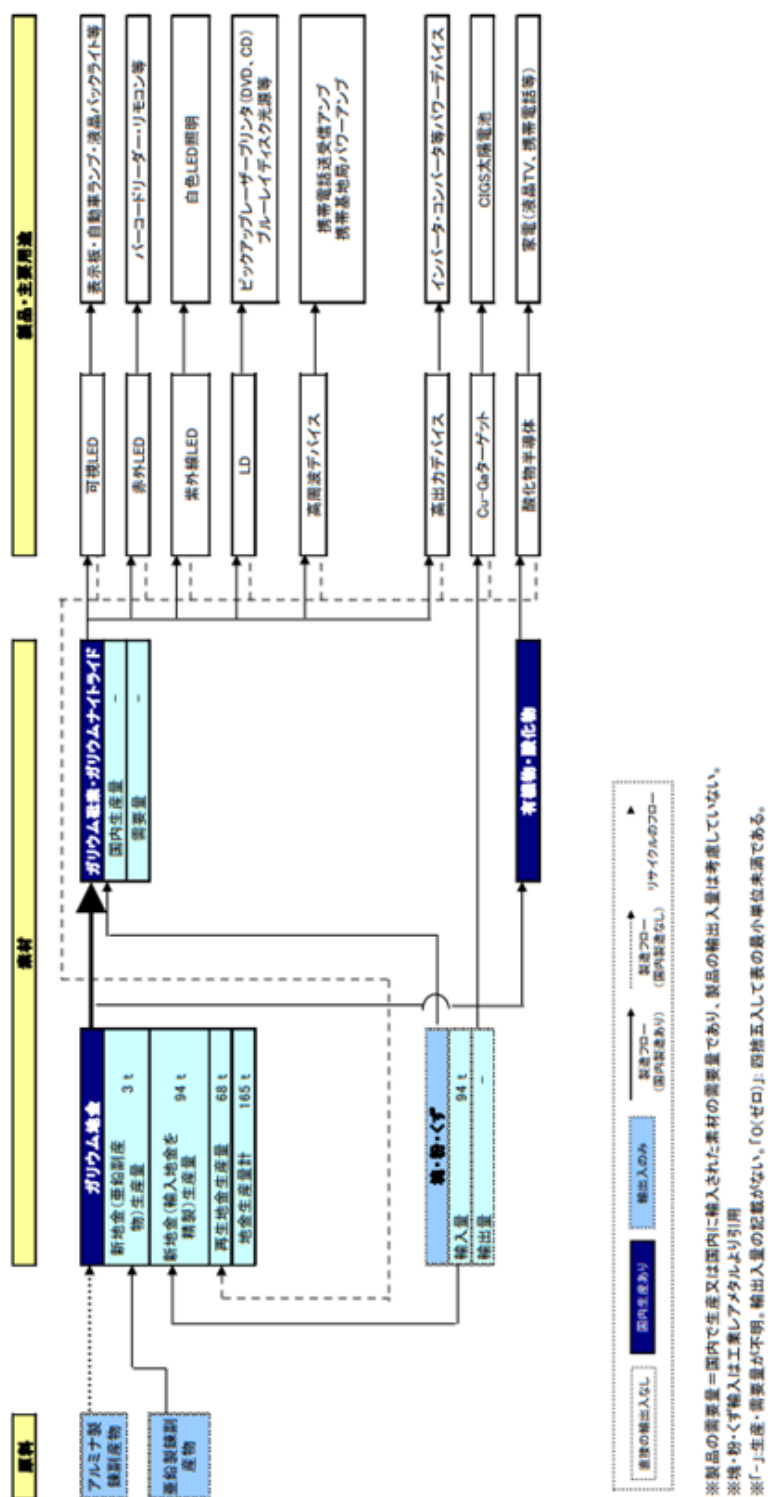 原料
素材
製品・主要用途
アルミナ製
錬副産物
亜鉛製錬副
産物
ガリウム地金
新地金(亜鉛副産
物)生産量
3 t
新地金(輸入地金を
精製)生産量
94 t
再生地金生産量
68 t
地金生産量計
165 t
塊・粉・くず
輸入量
94 t
輸出量
-
ガリウム砒素・ガリウムナイトライド
国内生産量
-
需要量
-
有機物・酸化物
可視LED
表示板・自動車ランプ・液晶バックライト等
赤外LED
バーコードリーダー・リモコン等
紫外線LED
白色LED照明
LD
ピックアップレーザープリンタ(DVD、CD)
ブルーレイディスク光源等
高周波デバイス
携帯電話送受信アンプ
携帯基地局パワーアンプ
高出力デバイス
インバータ・コンバータ等パワーデバイス
Cu-Gaターゲット
CIGS太陽電池
酸化物半導体
家電(液晶TV、携帯電話等)
直接の輸出入なし
国内生産あり
輸出入のみ
製造フロー
(国内製造あり)
製造フロー
(国内製造なし)
リサイクルのフロー
※製品の需要量=国内で生産又は国内に輸入された素材の需要量であり、製品の輸出入量は考慮していない。
※塊・粉・くず輸入は工業レアメタルより引用
※「-」:生産・需要量が不明。輸出入量の記載がない。「0(ゼロ)」:四捨五入して表の最小単位未満である。